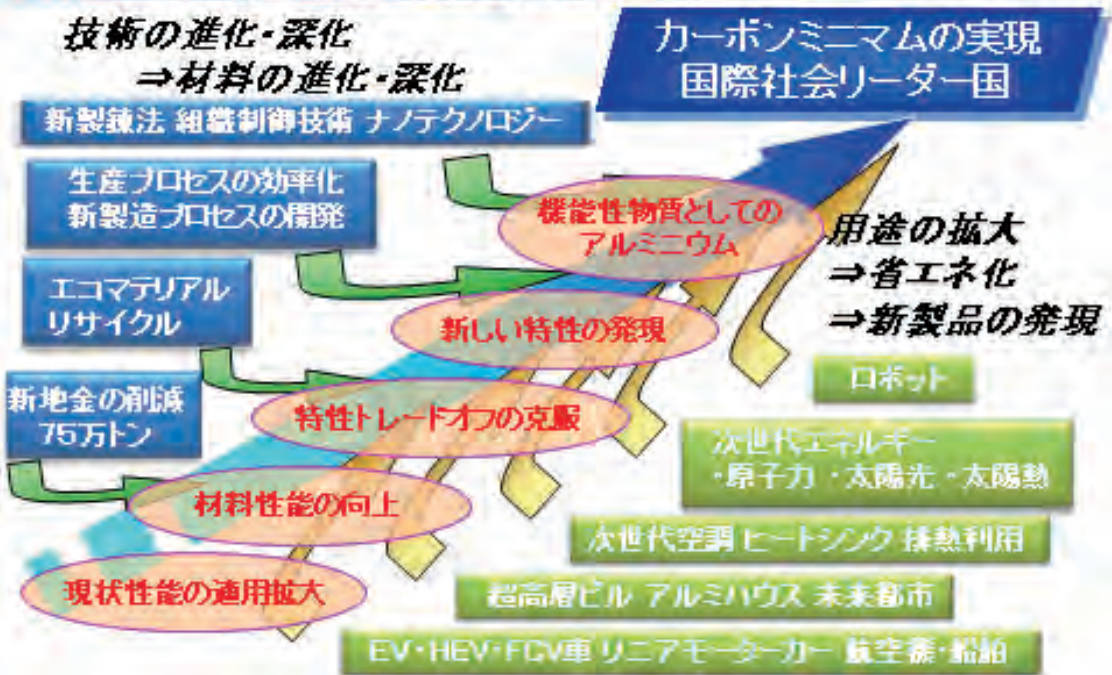 技術の進化・深化
⇒材料の進化・深化
カーボンミニマムの実現
国際社会リーダー国
新製錬法 組織制御技術 ナノテクノロジー
生産プロセスの効率化
新製造プロセスの開発
機能性物質としての
アルミニウム
用途の拡大
⇒省エネ化
⇒新製品の発現
エコマテリアル
リサイクル
新しい特性の発現
ロボット
新地金の削減
75万トン
特性トレードオフの克服
次世代エネルギー
・原子力 ・太陽光 ・太陽熱
材料性能の向上
次世代空調 ヒートシンク 排熱利用
現状性能の適用拡大
超高層ビル アルミハウス 未来都市
EV・HEV・FCV車 リニアモーターカー 航空機・船舶